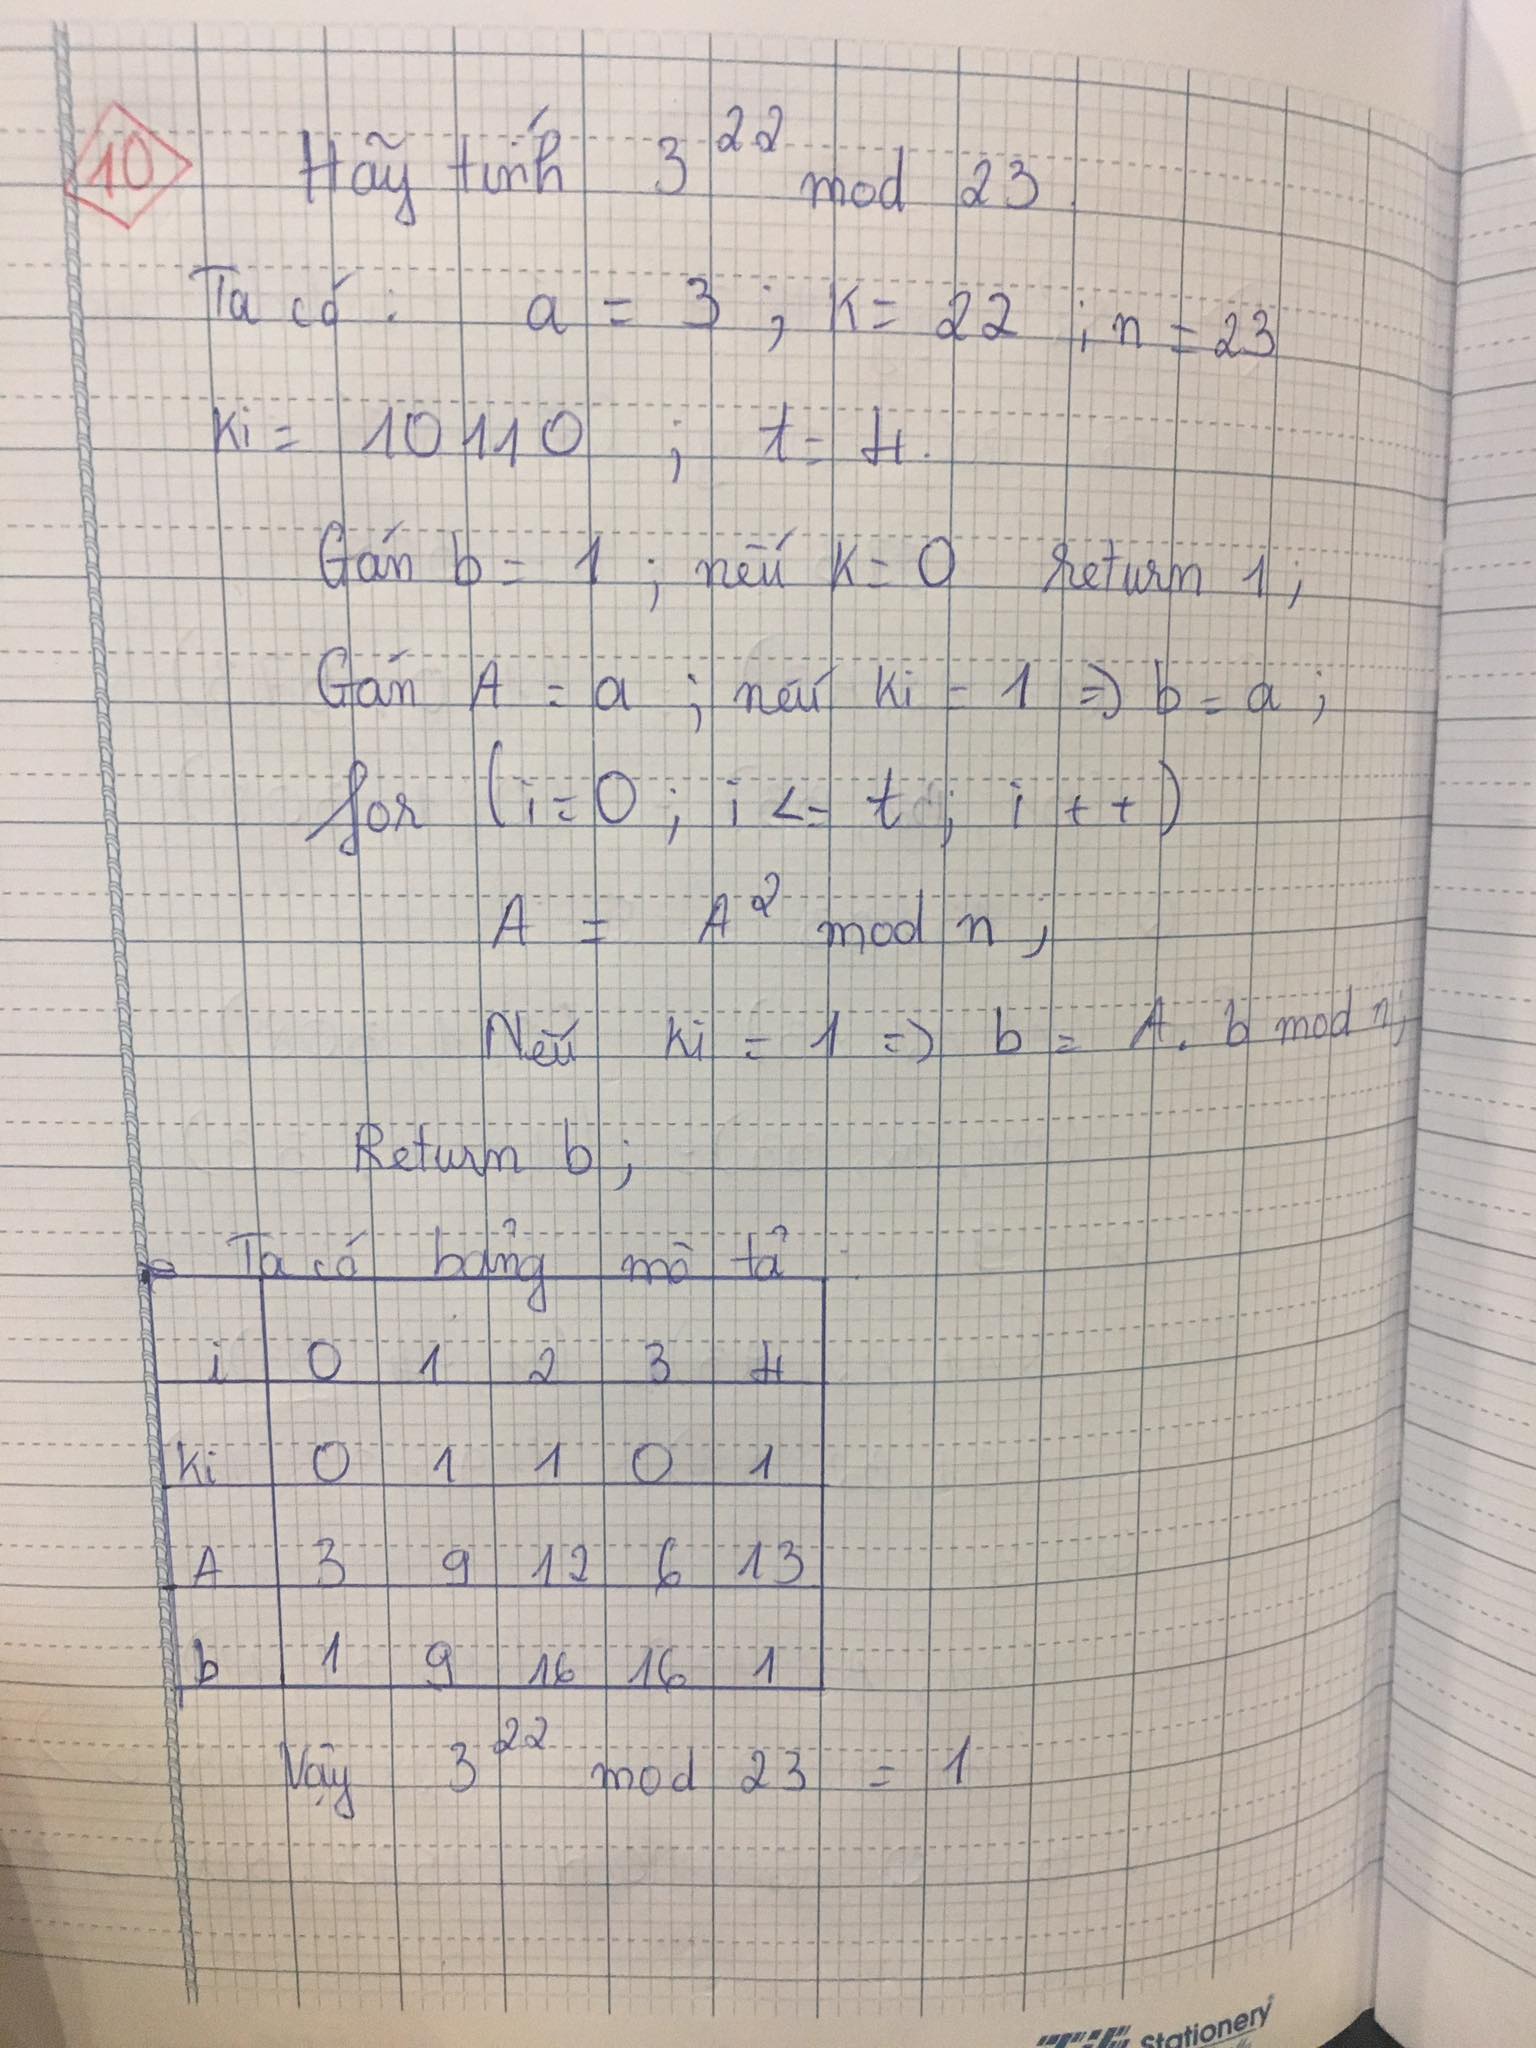 10
Hãy tính 3^22 mod 23.
Ta có: a = 3 ; K = 22 ; n = 23
Ki = 10110 ; t = 4.
Gán b = 1 ; nếu K = 0 Return 1 ;
Gán A = a ; nếu Ki = 1 => b = a ;
for (i = 0 ; i <= t ; i ++)
A = A^2 mod n ;
Nếu Ki = 1 => b = A. b mod n ;
Return b ;
Ta có bảng mô tả :
i 0 1 2 3 4
Ki 0 1 1 0 1
A 3 9 12 6 13
b 1 9 16 16 1
Vậy 3^22 mod 23 = 1
Stationery